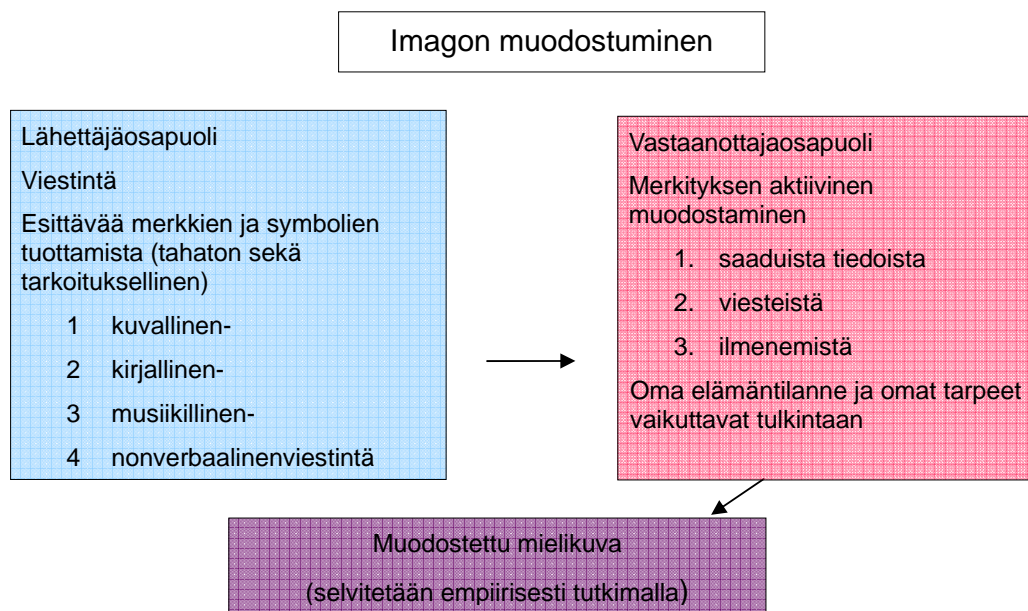 Imagon muodostuminen
Lähettäjäosapuoli
Viestintä
Esittävää merkkien ja symbolien
tuottamista (tahaton sekä
tarkoituksellinen)
1 kuvallinen-
2 kirjallinen-
3 musiikillinen-
4 nonverbaalinenviestintä
Vastaanottajaosapuoli
Merkityksen aktiivinen
muodostaminen
1. saaduista tiedoista
2. viesteistä
3. ilmenemistä
Oma elämäntilanne ja omat tarpeet
vaikuttavat tulkintaan
Muodostettu mielikuva
(selvitetään empiirisesti tutkimalla)